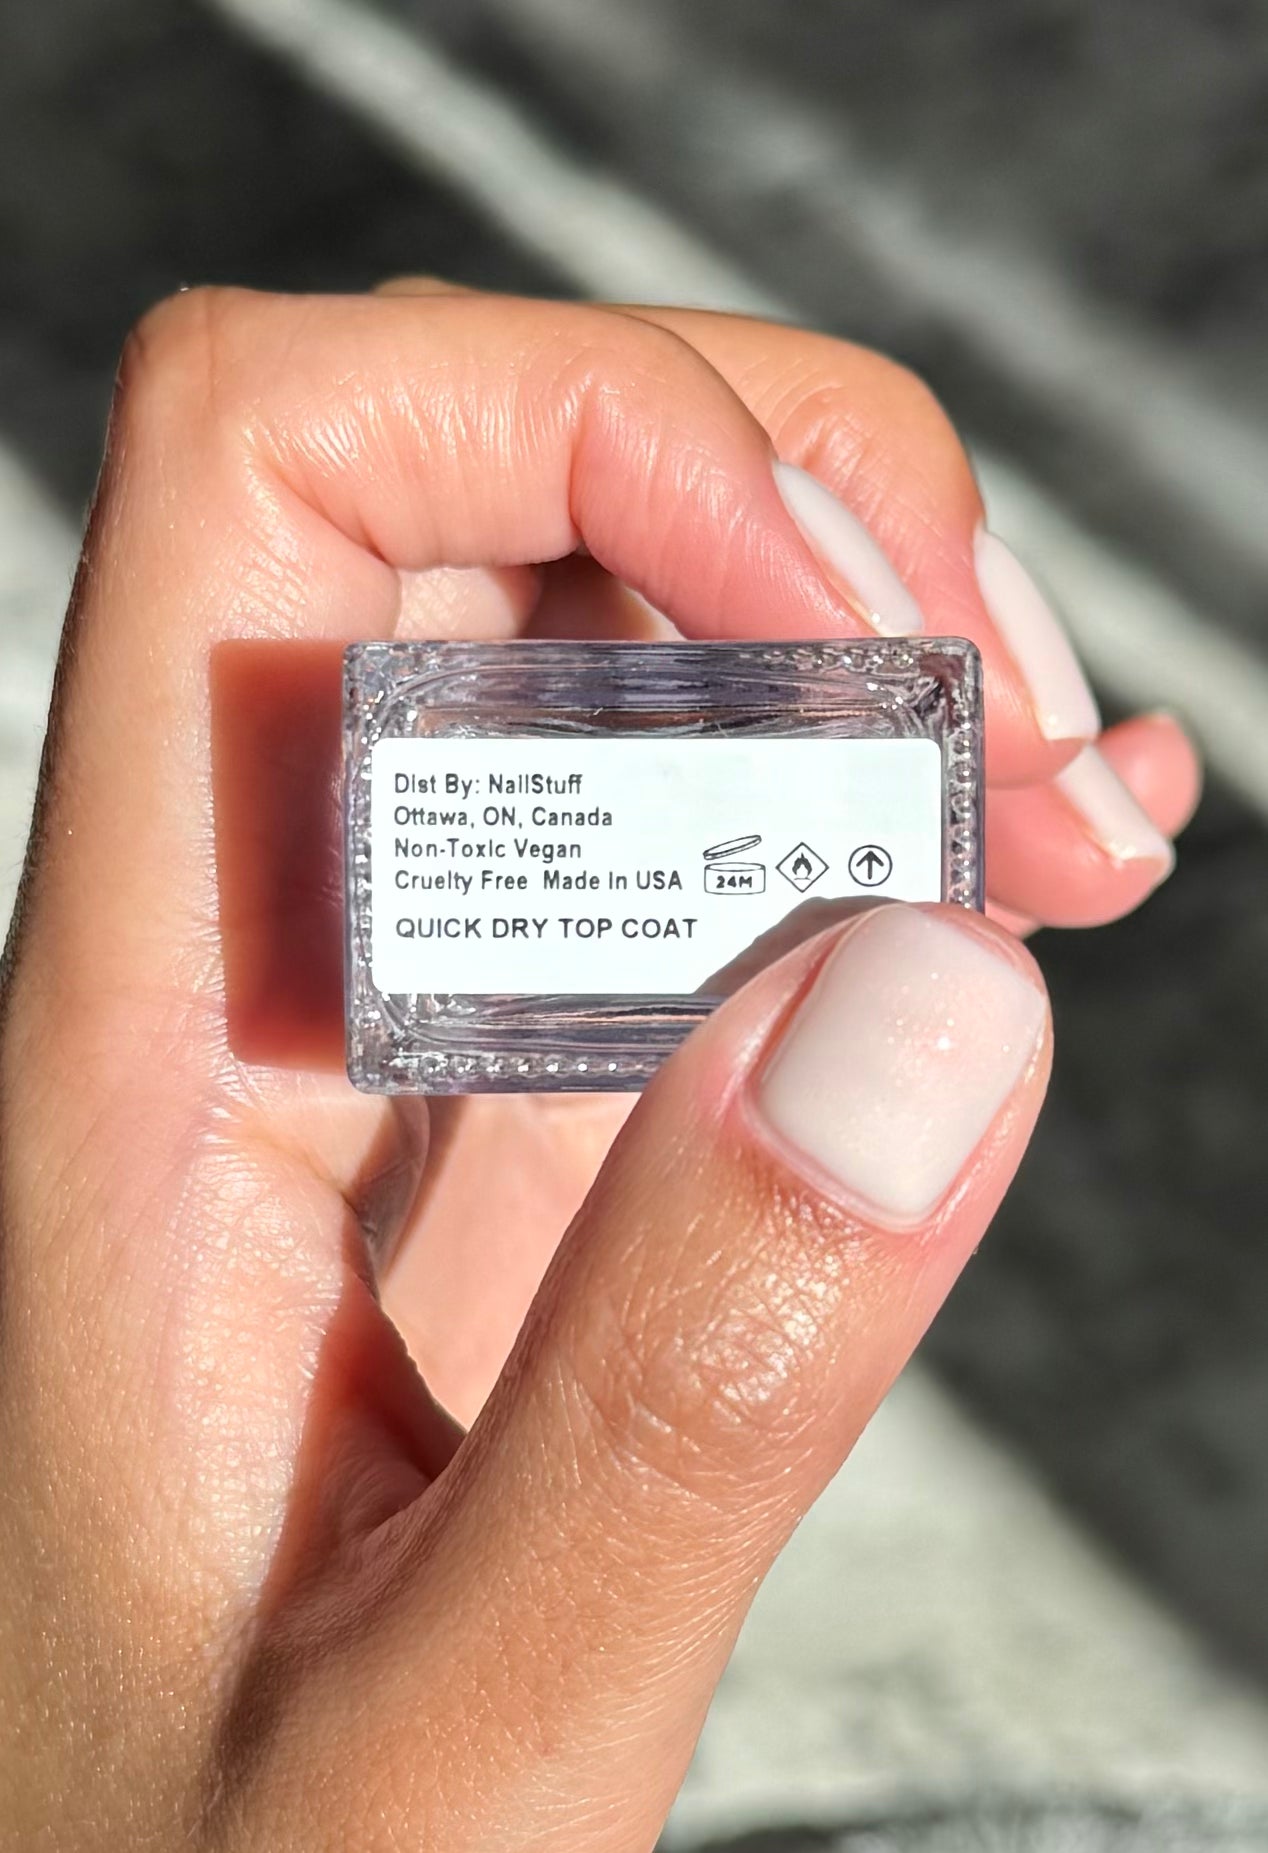 Dist By: NailStuff
Ottawa, ON, Canada
Non-Toxic Vegan
Cruelty Free Made In USA
24M
QUICK DRY TOP COAT